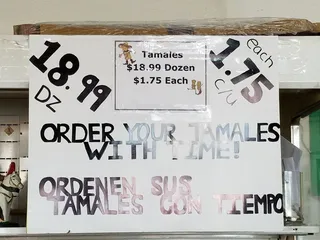 18.99
DZ
Tamales
$18.99 Dozen
$1.75 Each
each
1.75
c/u
ORDER YOUR TAMALES
WITH TIME!
ORDENEN SUS
TAMALES CON TIEMPO